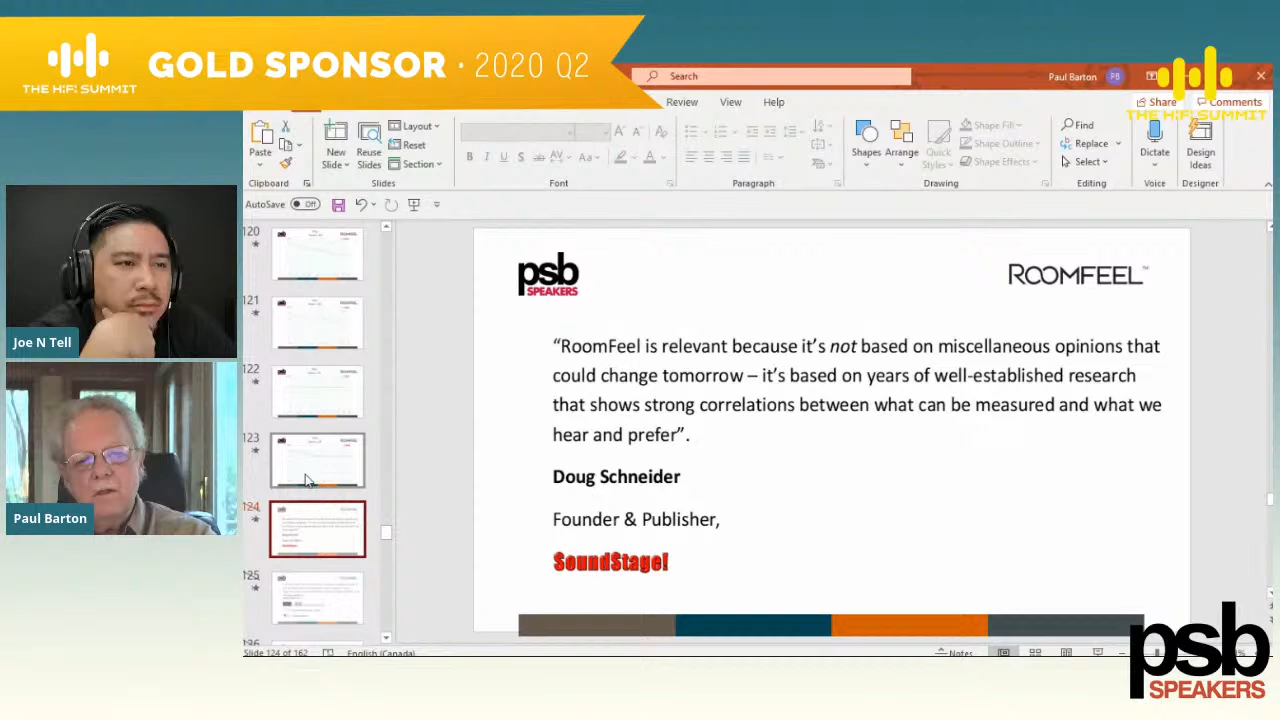 THE HiFi SUMMIT
GOLD SPONSOR · 2020 Q2
Search
Paul Barton
PB
THE HiFi SUMMIT
Review View Help
Share
Comments
Paste
New
Slides
Reuse
Slides
Layout
Reset
Section
B I U S ab AV Aa
Shapes
Arrange
Quick
Styles
Shape Fill
Shape Outline
Shape Effects
Find
Replace
Select
Dictate
Design
Ideas
Clipboard
Slides
Font
Paragraph
Drawing
Editing
Voice
Designer
AutoSave Off
120
121
122
123
124
125
Joe N Tell
Paul Barton
psb
SPEAKERS
ROOMFEEL™
“RoomFeel is relevant because it’s not based on miscellaneous opinions that
could change tomorrow – it’s based on years of well-established research
that shows strong correlations between what can be measured and what we
hear and prefer”.
Doug Schneider
Founder & Publisher,
SoundStage!
Slide 124 of 162
English (Canada)
Notes
psb
SPEAKERS